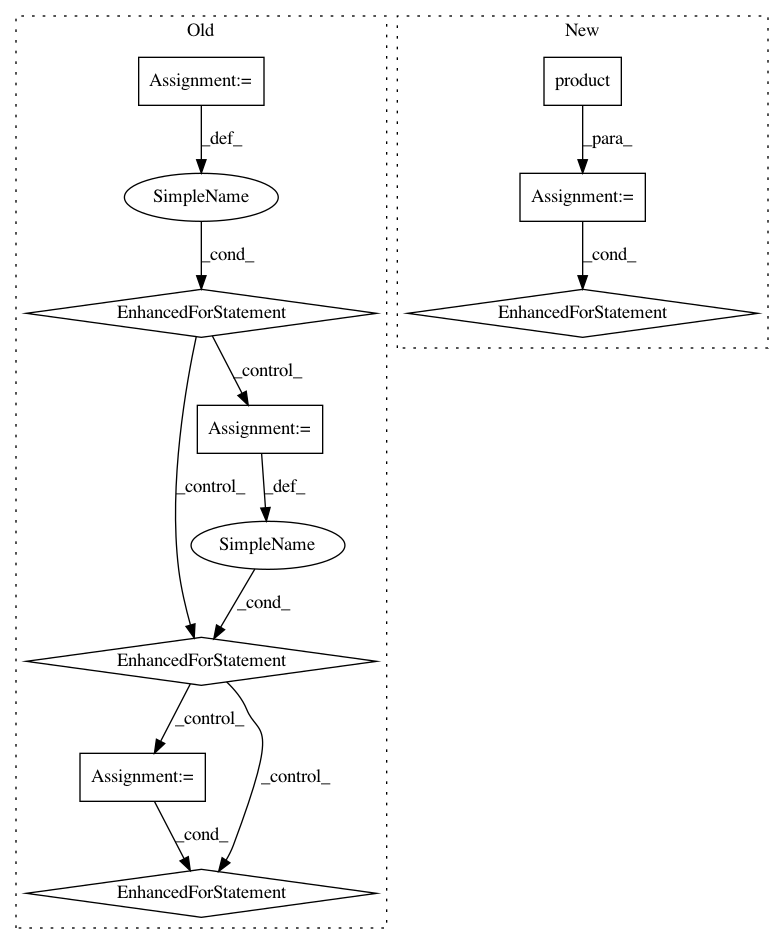 Old
New
Assignment:=
product
_def_
_para_
SimpleName
Assignment:=
_cond_
_cond_
EnhancedForStatement
EnhancedForStatement
_control_
Assignment:=
_control_
_def_
SimpleName
_cond_
EnhancedForStatement
_control_
Assignment:=
_control_
_cond_
EnhancedForStatement